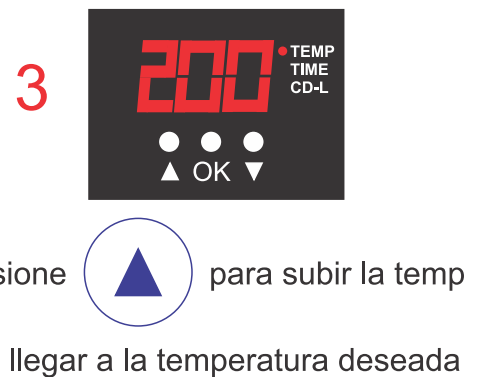 200
TEMP
TIME
CD-L
3
▲ OK ▼
sione ▲ para subir la temp
llegar a la temperatura deseada